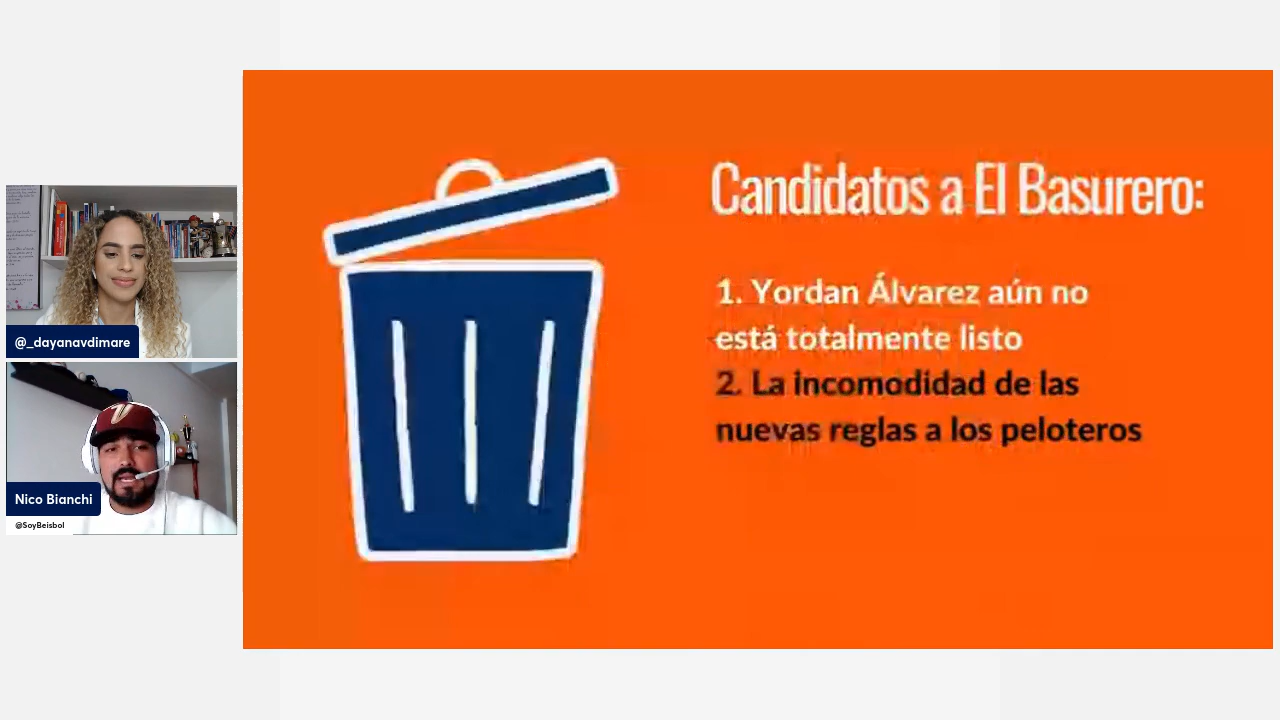 @_dayanavdimare
Nico Bianchi
@SoyBeisbol
Candidatos a El Basurero:
1. Yordan Álvarez aún no
está totalmente listo
2. La incomodidad de las
nuevas reglas a los peloteros